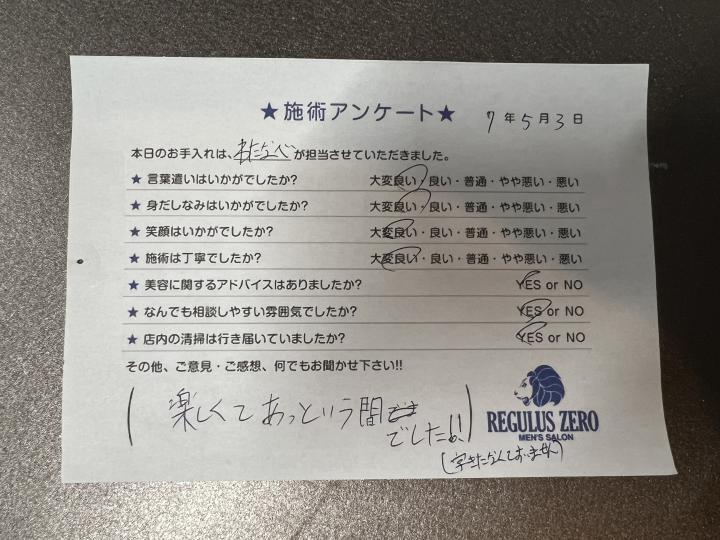 ★施術アンケート★ 7年5月3日
本日のお手入れは、わたなべが担当させていただきました。
★ 言葉遣いはいかがでしたか? 大変良い・良い・普通・やや悪い・悪い
★ 身だしなみはいかがでしたか? 大変良い・良い・普通・やや悪い・悪い
★ 笑顔はいかがでしたか? 大変良い・良い・普通・やや悪い・悪い
★ 施術は丁寧でしたか? 大変良い・良い・普通・やや悪い・悪い
★ 美容に関するアドバイスはありましたか? YES or NO
★ なんでも相談しやすい雰囲気でしたか? YES or NO
★ 店内の清掃は行き届いていましたか? YES or NO
その他、ご意見・ご感想、何でもお聞かせ下さい!!
(楽しくてあっという間
でした!!)
REGULUS ZERO
MEN'S SALON
(字きたなくてすいません)